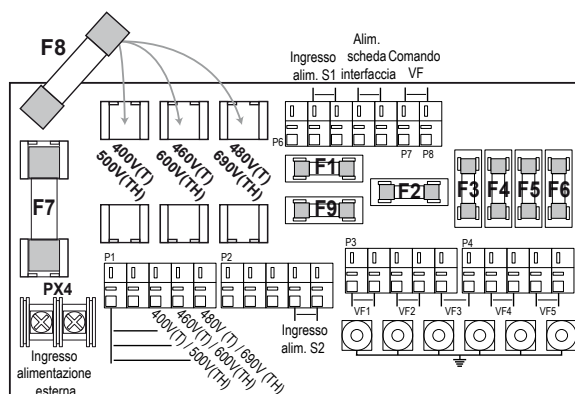 F8
Ingresso
alim. S1
Alim.
scheda
interfaccia
Comando
VF
400V(T)
500V(TH)
460V(T)
600V(TH)
480V(T)
690V(TH)
P6
P7
P8
F1
F2
F3
F4
F5
F6
F7
F9
P1
P2
P3
P4
PX4
Ingresso
alimentazione
esterna
400V(T) / 500V(TH)
460V(T) / 600V(TH)
480V(T) / 690V(TH)
Ingresso
alim. S2
VF1
VF2
VF3
VF4
VF5